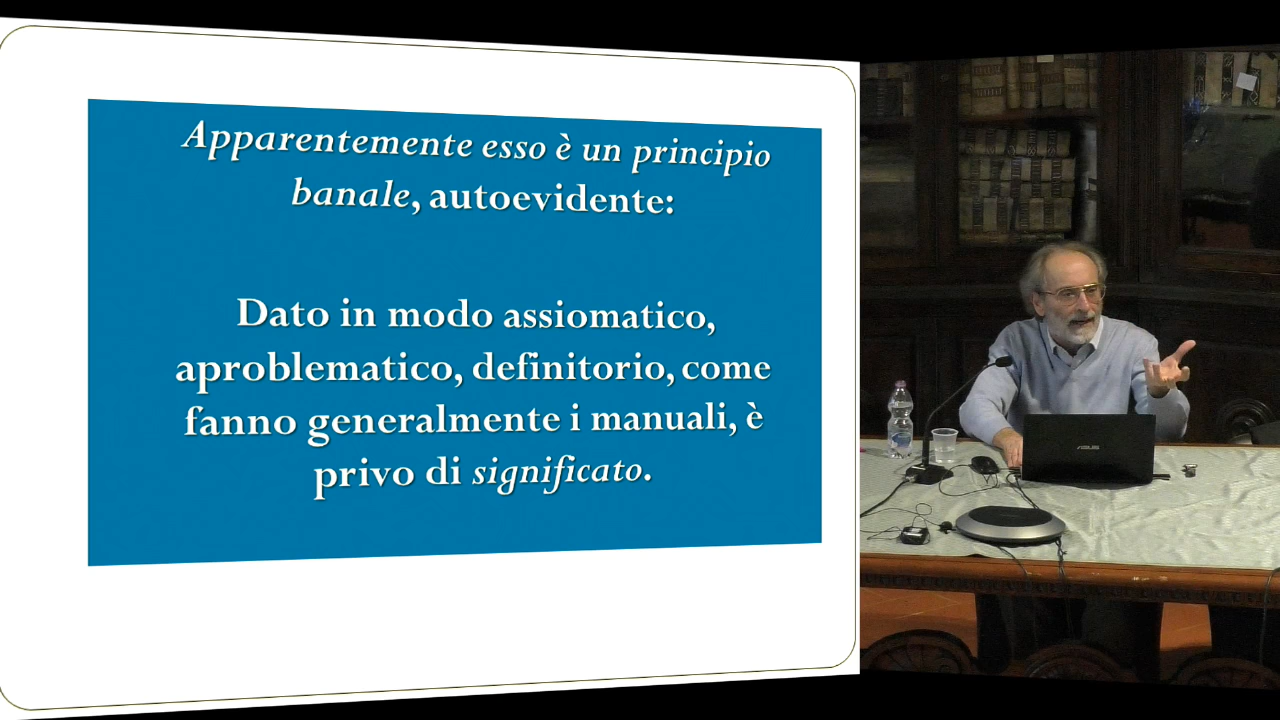 Apparentemente esso è un principio
banale, autoevidente:
Dato in modo assiomatico,
aproblematico, definitorio, come
fanno generalmente i manuali, è
privo di significato.
ASUS